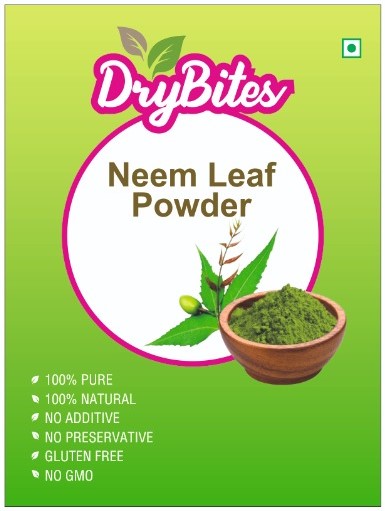 DryBites
Neem Leaf
Powder
100% PURE
100% NATURAL
NO ADDITIVE
NO PRESERVATIVE
GLUTEN FREE
NO GMO